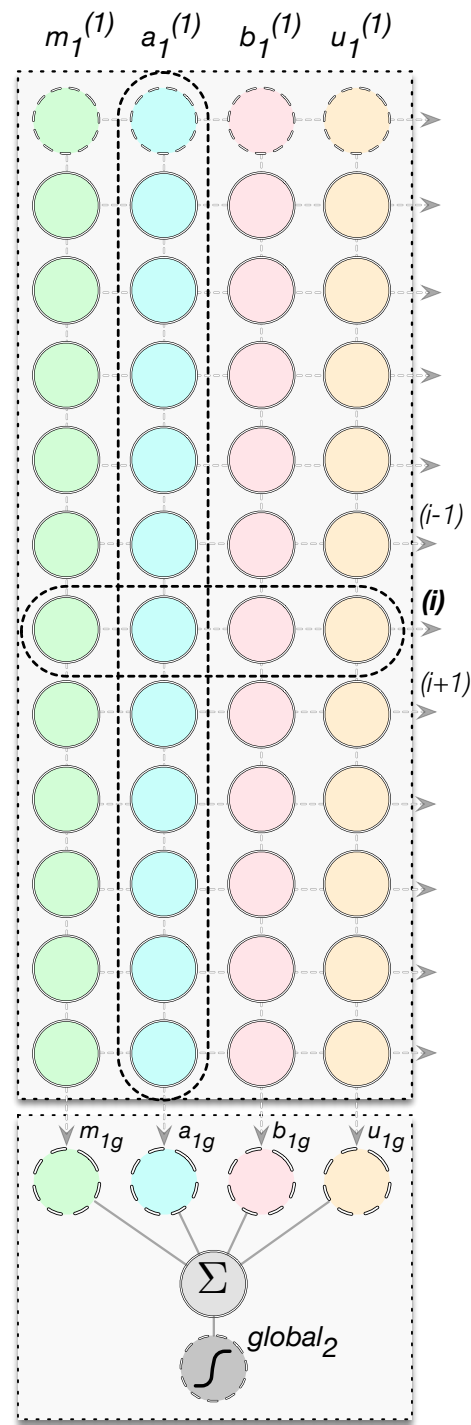 m₁⁽¹⁾ a₁⁽¹⁾ b₁⁽¹⁾ u₁⁽¹⁾
(i-1)
(i)
(i+1)
m₁g a₁g b₁g u₁g
Σ
global₂